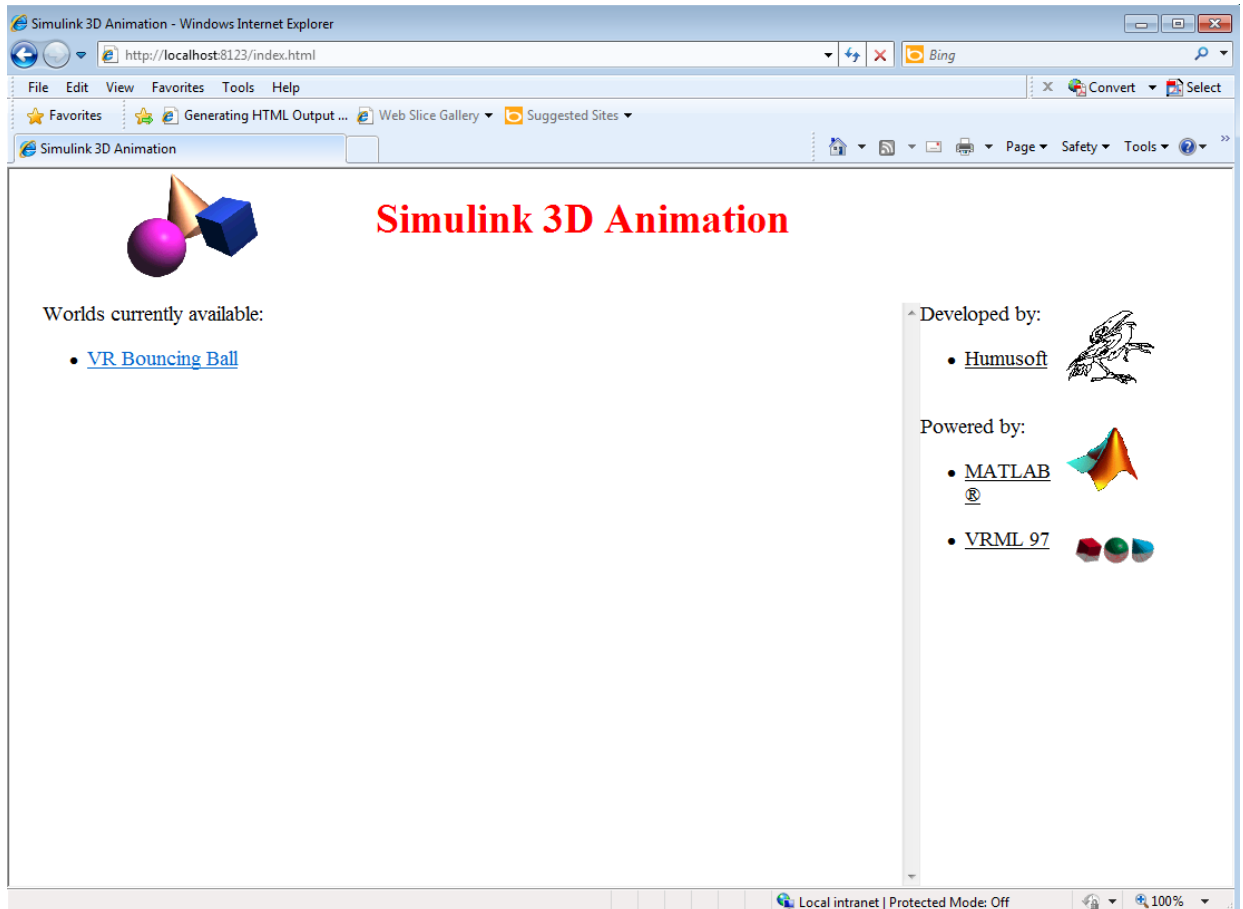 Simulink 3D Animation - Windows Internet Explorer
http://localhost:8123/index.html
Bing
File Edit View Favorites Tools Help
x Convert Select
Favorites Generating HTML Output ... Web Slice Gallery Suggested Sites
Simulink 3D Animation
Page Safety Tools »
Simulink 3D Animation
Worlds currently available:
• VR Bouncing Ball
Developed by:
• Humusoft
Powered by:
• MATLAB
®
• VRML 97
Local intranet | Protected Mode: Off
100%